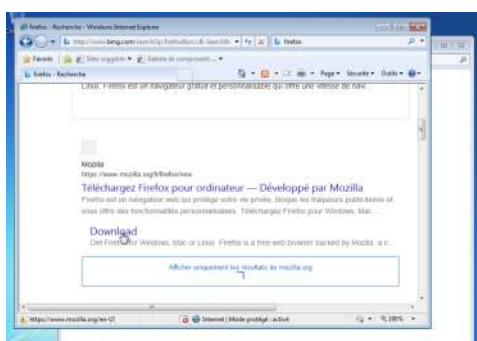 firefox - Recherche - Windows Internet Explorer
http://www.bing.com/search?q=firefox
firefox
Favoris Sites suggérés
firefox - Recherche
Page Sécurité Outils
Linux. Firefox est un navigateur gratuit et personnalisable qui offre une vitesse de navi...
Mozilla
https://www.mozilla.org/fr/firefox/new
Téléchargez Firefox pour ordinateur — Développé par Mozilla
Firefox est un navigateur web qui protège votre vie privée, bloque les traqueurs publicitaires et
vous offre des fonctionnalités personnalisables. Téléchargez Firefox pour Windows, Mac, ...
Download
Get Firefox for Windows, Mac or Linux. Firefox is a free web browser backed by Mozilla, a n...
Afficher uniquement les résultats de mozilla.org
https://www.mozilla.org/en-US
Internet | Mode protégé : activé
200%